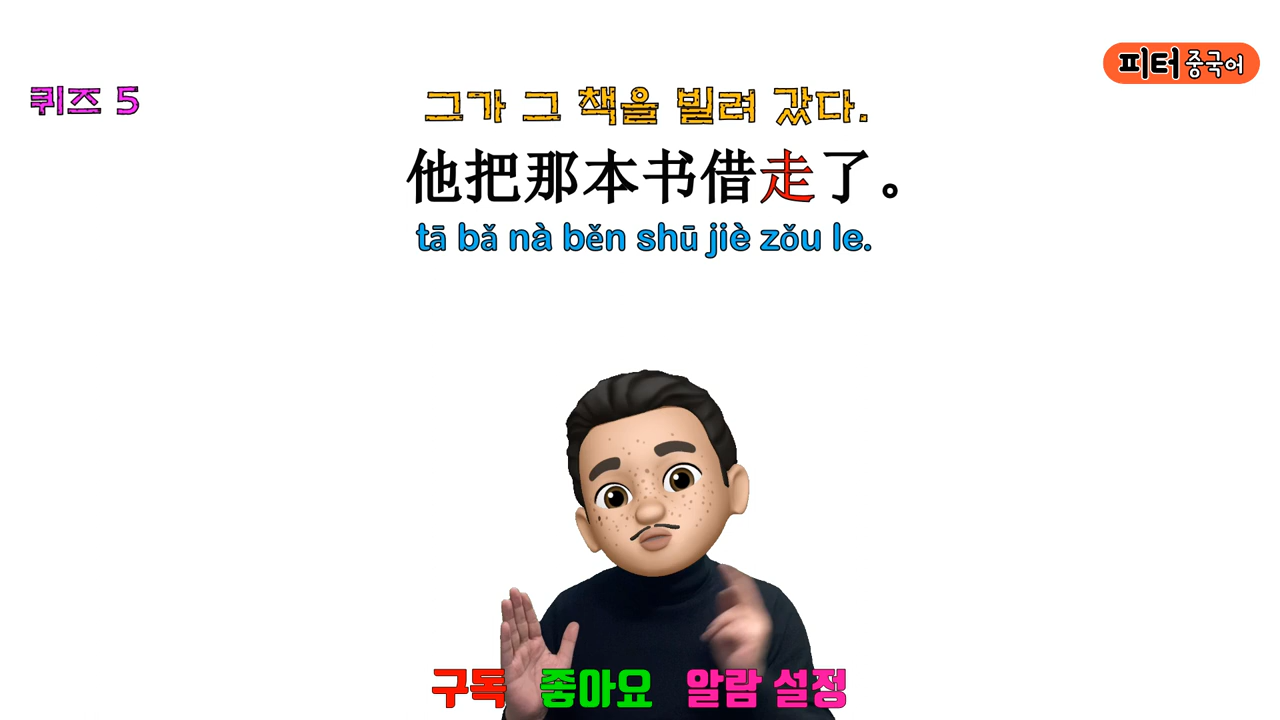 피터 중국어
퀴즈 5
그가 그 책을 빌려 갔다.
他把那本书借走了。
tā bǎ nà běn shū jiè zǒu le.
구독 좋아요 알람 설정